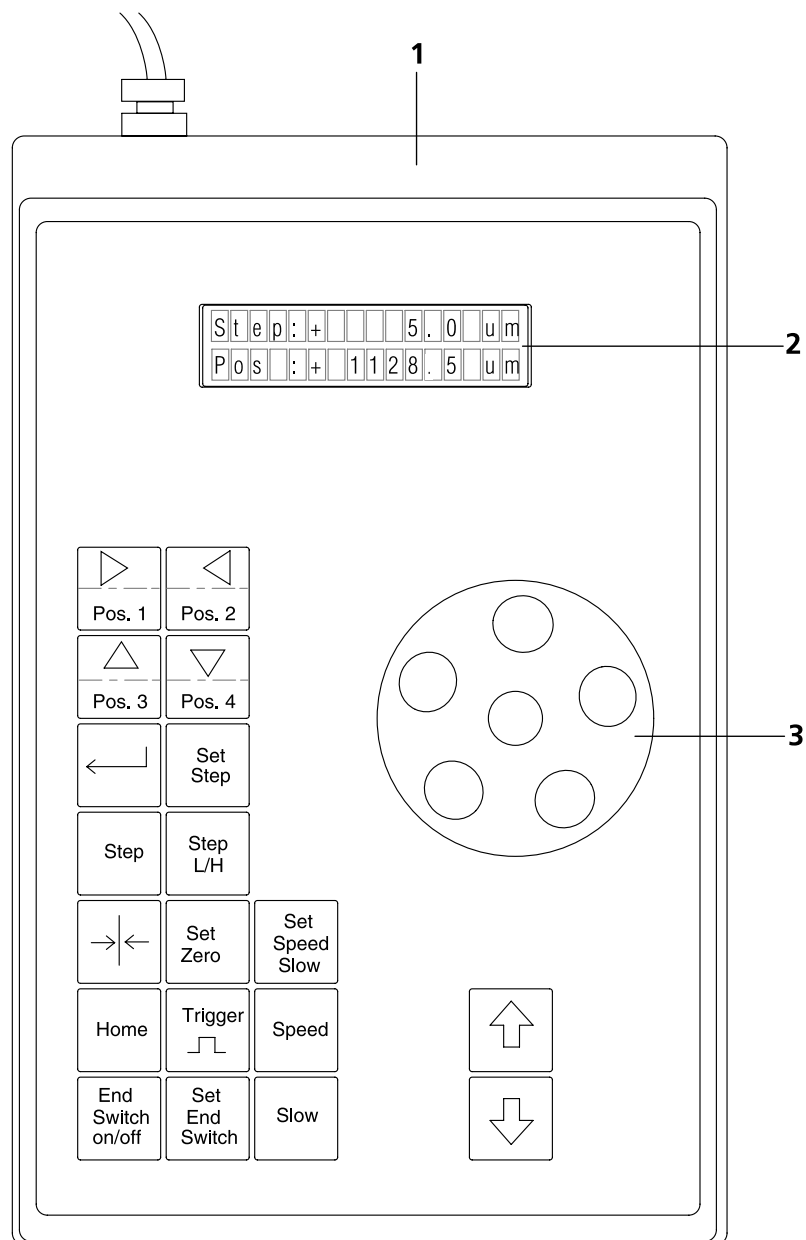 1
Step:+ 5.0 um
2
Pos :+ 1128.5 um
Pos. 1 Pos. 2
Pos. 3 Pos. 4
Set
Step
3
Step
Step
L/H
Set
Zero
Set
Speed
Slow
Home
Trigger
Speed
End
Switch
on/off
Set
End
Switch
Slow